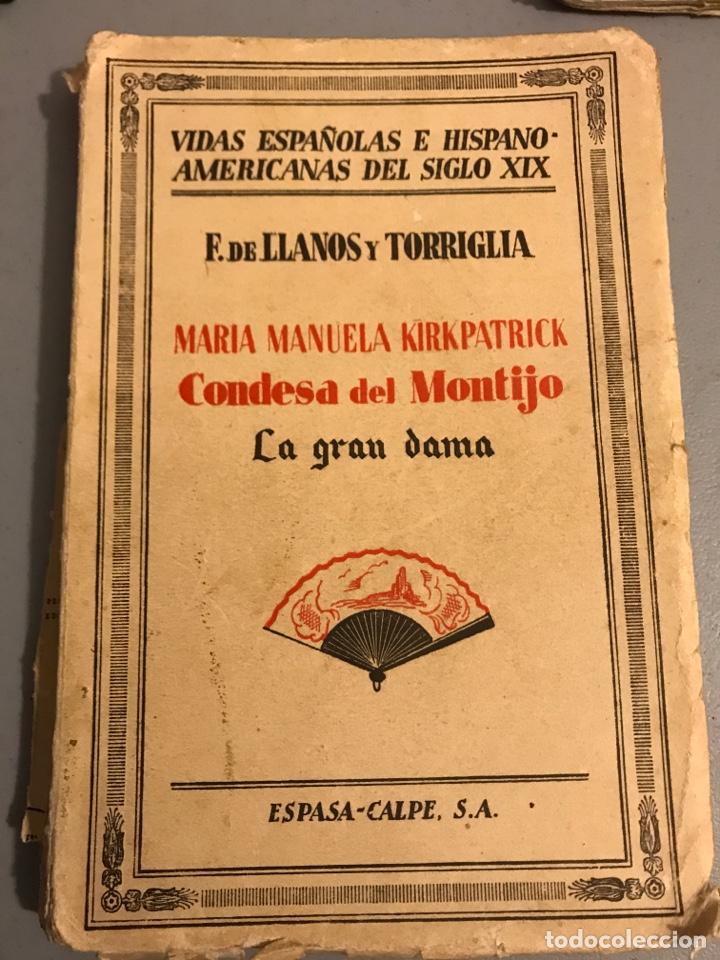 VIDAS ESPAÑOLAS E HISPANO-
AMERICANAS DEL SIGLO XIX
F. DE LLANOS Y TORRIGLIA
MARIA MANUELA KIRKPATRICK
Condesa del Montijo
La gran dama
ESPASA-CALPE, S.A.
todocoleccion